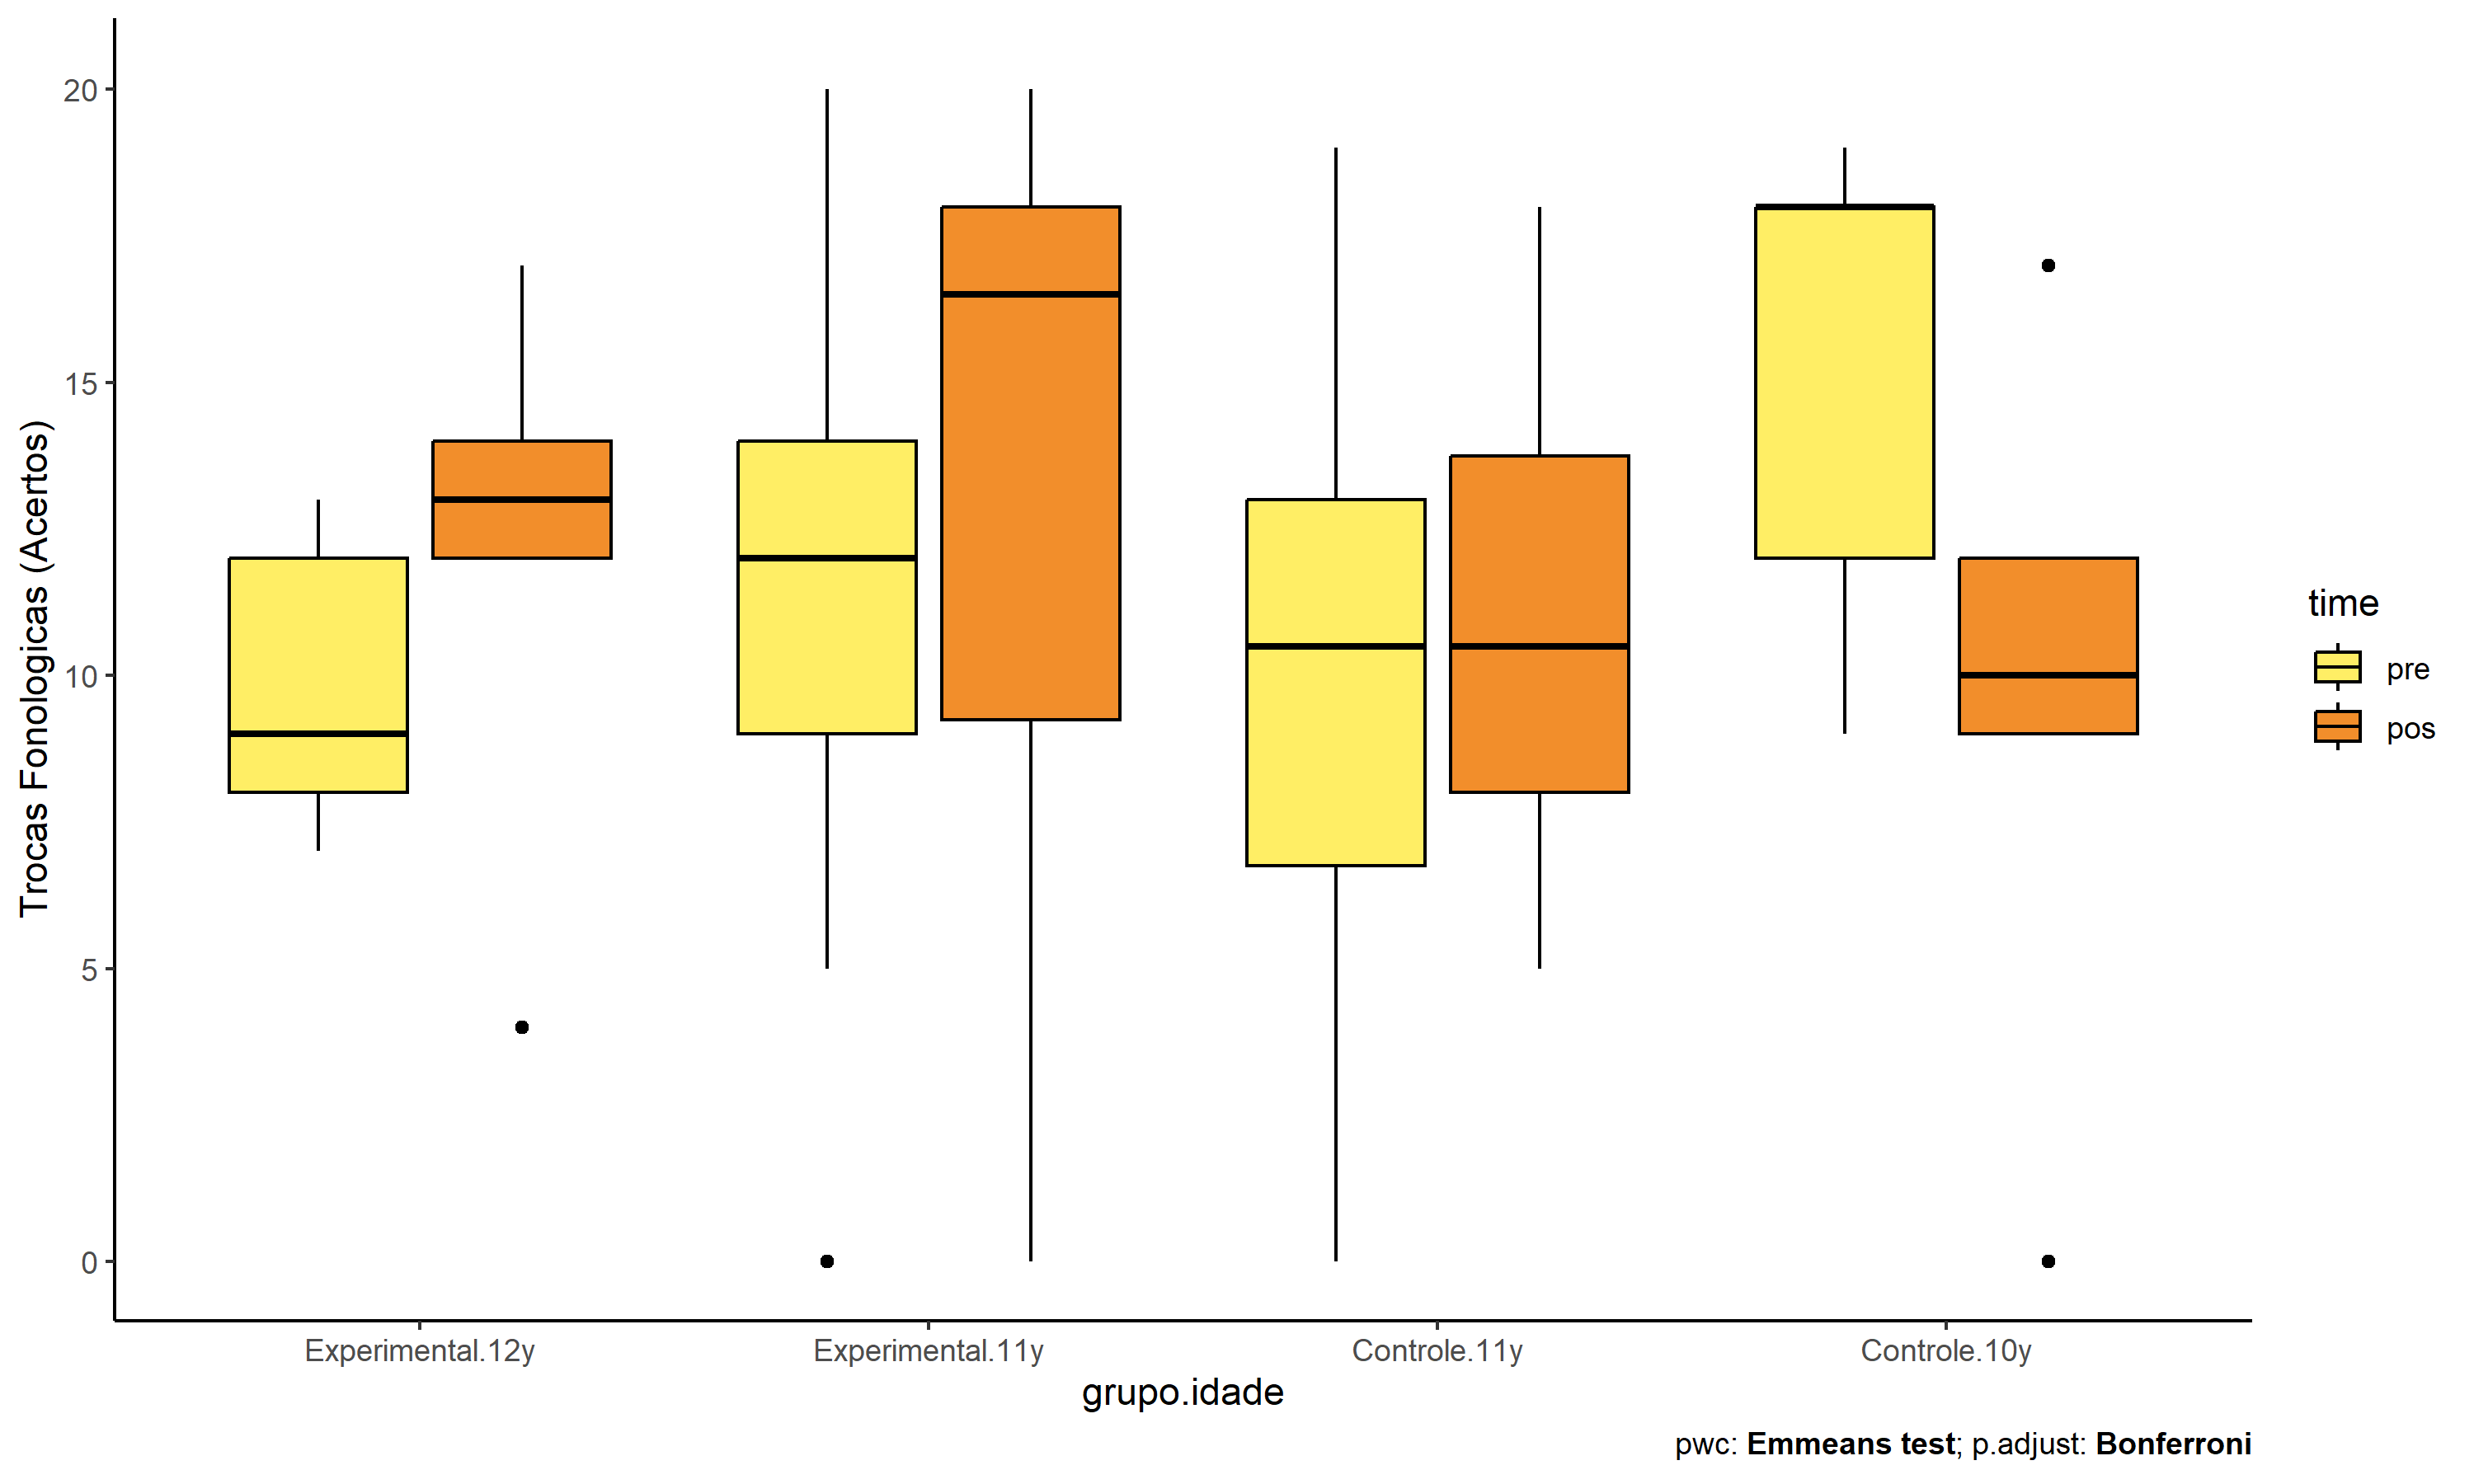 Trocas Fonologicas (Acertos)
20
15
10
5
0
Experimental.12y
Experimental.11y
Controle.11y
Controle.10y
grupo.idade
time
pre
pos
pwc: Emmeans test; p.adjust: Bonferroni